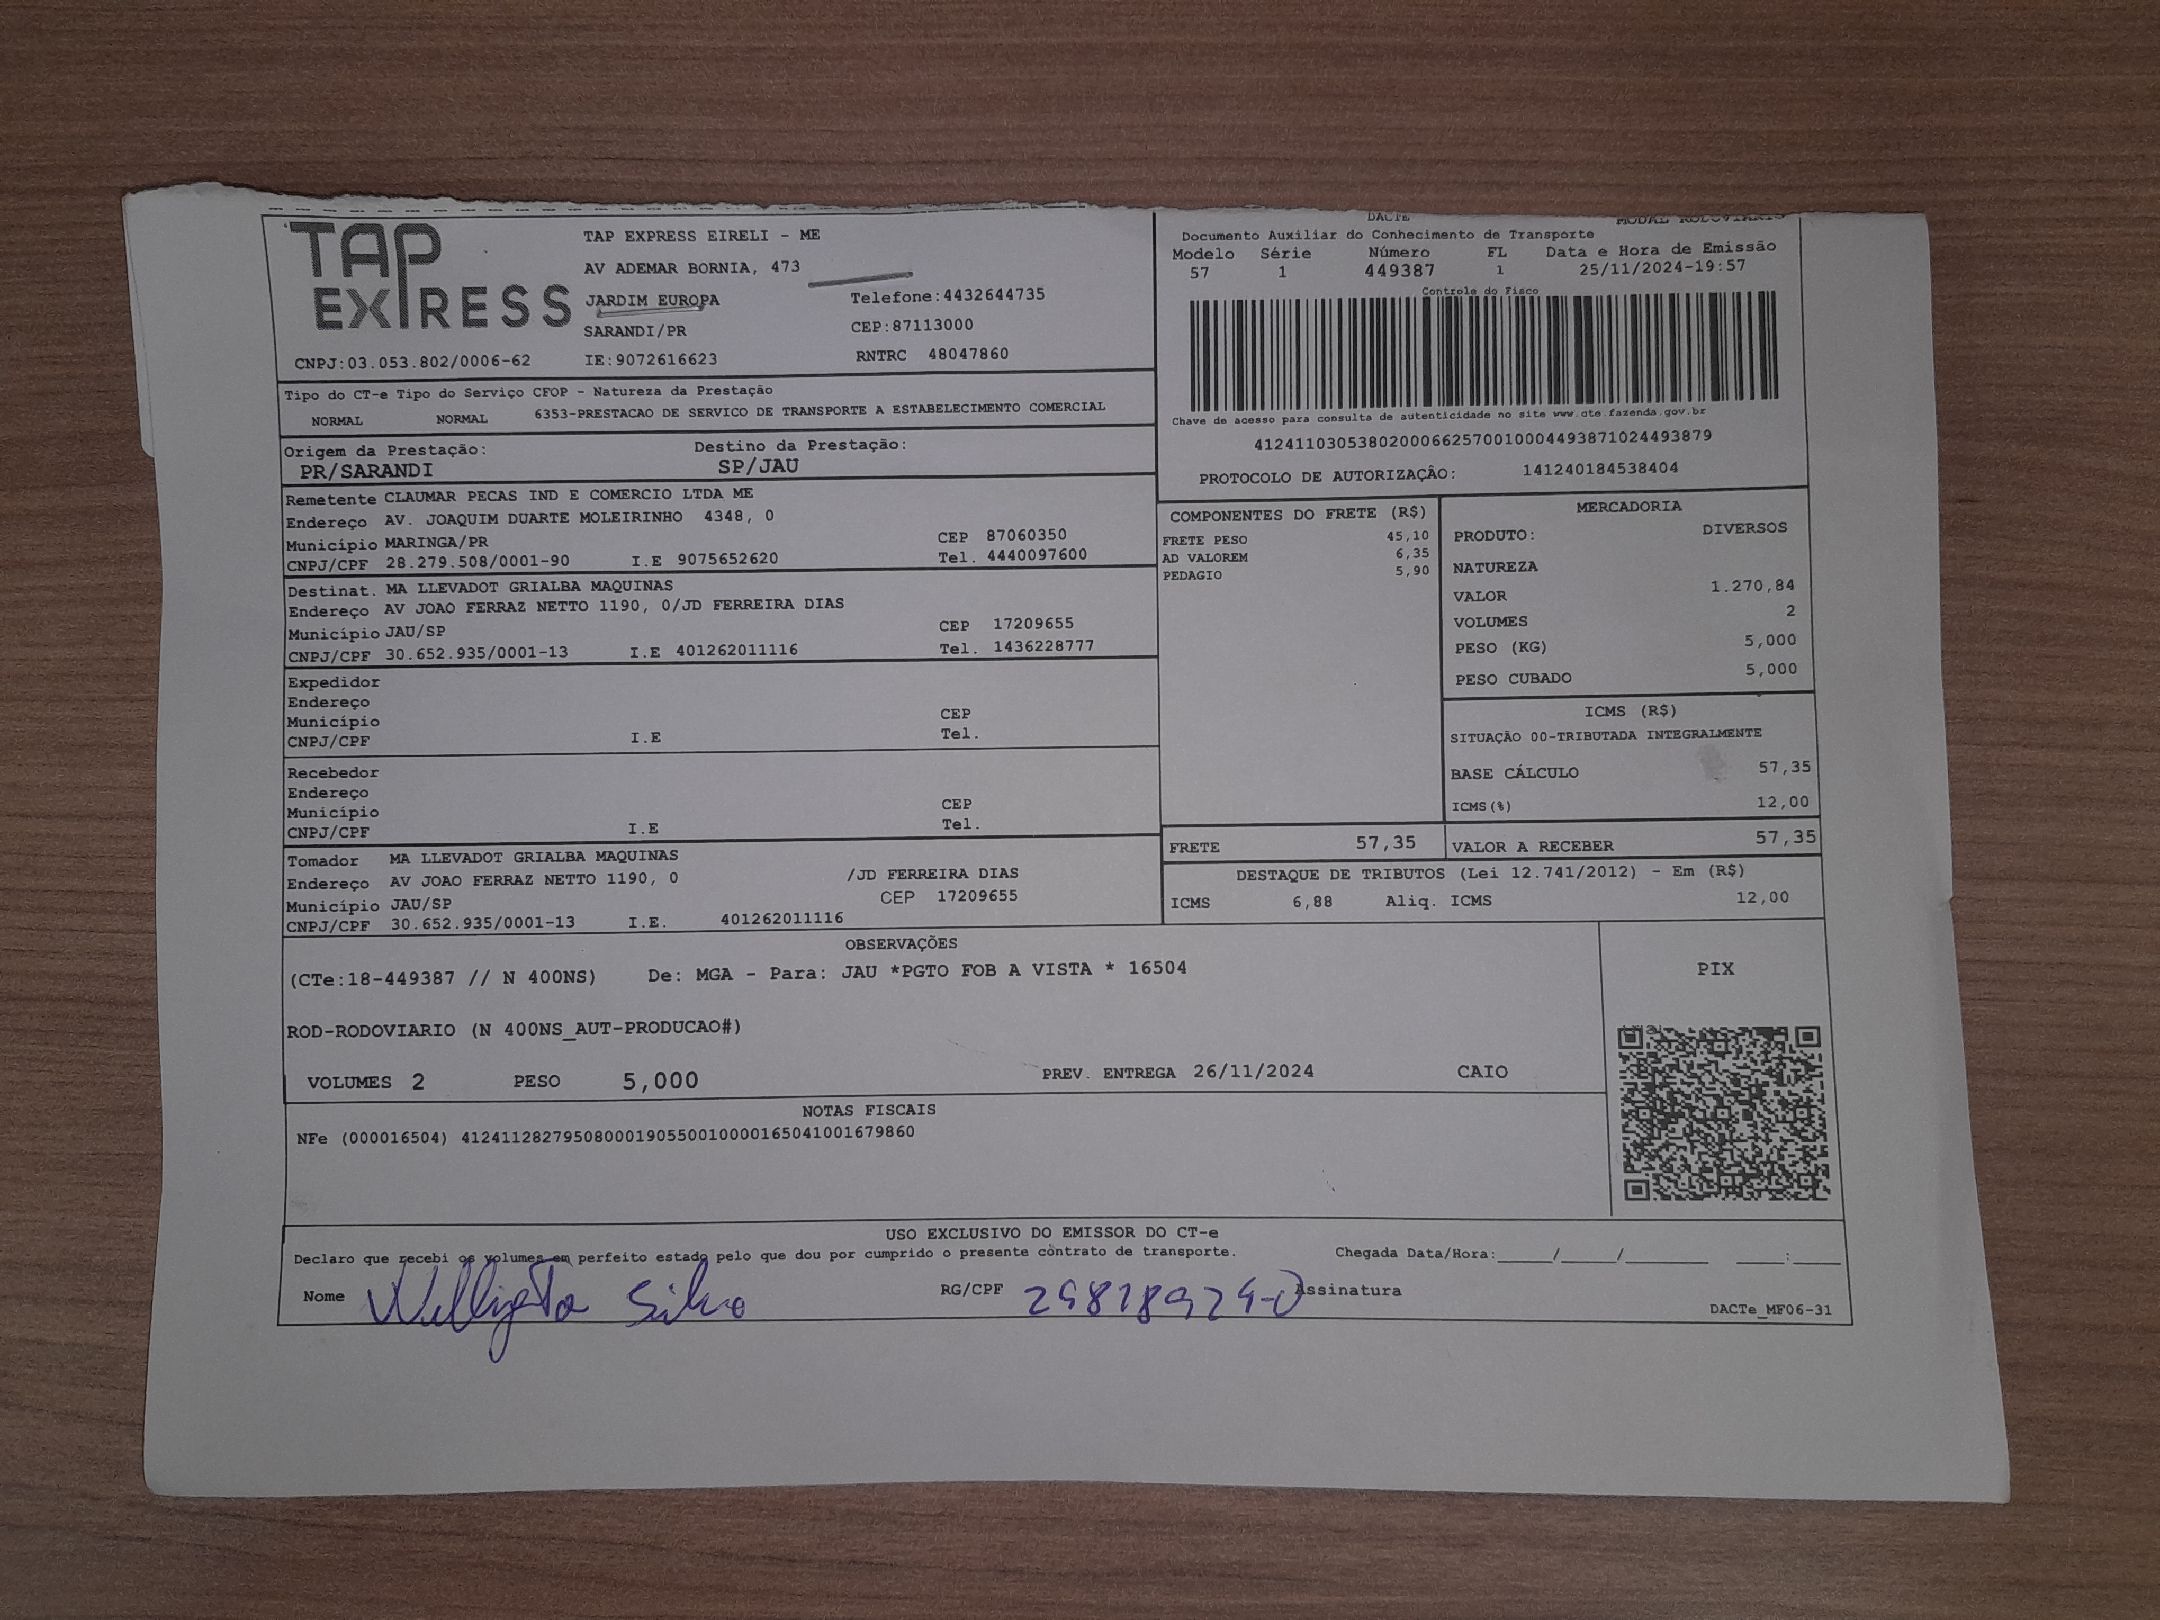 TAP EXPRESS
TAP EXPRESS EIRELI - ME
AV ADEMAR BORNIA, 473
JARDIM EUROPA Telefone:4432644735
SARANDI/PR CEP:87113000
CNPJ:03.053.802/0006-62 IE:9072616623 RNTRC 48047860
DACTE MODAL RODOVIARIO
Documento Auxiliar do Conhecimento de Transporte
Modelo Série Número FL Data e Hora de Emissão
57 1 449387 1 25/11/2024-19:57
Controle do Fisco
Chave de acesso para consulta de autenticidade no site www.cte.fazenda.gov.br
41241103053802000662570010004493871024493879
PROTOCOLO DE AUTORIZAÇÃO: 141240184538404
Tipo do CT-e Tipo do Serviço CFOP - Natureza da Prestação
NORMAL NORMAL 6353-PRESTACAO DE SERVICO DE TRANSPORTE A ESTABELECIMENTO COMERCIAL
Origem da Prestação: Destino da Prestação:
PR/SARANDI SP/JAU
Remetente CLAUMAR PECAS IND E COMERCIO LTDA ME
Endereço AV. JOAQUIM DUARTE MOLEIRINHO 4348, 0
Município MARINGA/PR CEP 87060350
CNPJ/CPF 28.279.508/0001-90 I.E 9075652620 Tel. 4440097600
Destinat. MA LLEVADOT GRIALBA MAQUINAS
Endereço AV JOAO FERRAZ NETTO 1190, 0/JD FERREIRA DIAS
Município JAU/SP CEP 17209655
CNPJ/CPF 30.652.935/0001-13 I.E 401262011116 Tel. 1436228777
Expedidor
Endereço
Município CEP
CNPJ/CPF I.E Tel.
Recebedor
Endereço
Município CEP
CNPJ/CPF I.E Tel.
Tomador MA LLEVADOT GRIALBA MAQUINAS
Endereço AV JOAO FERRAZ NETTO 1190, 0 /JD FERREIRA DIAS
Município JAU/SP CEP 17209655
CNPJ/CPF 30.652.935/0001-13 I.E. 401262011116
COMPONENTES DO FRETE (R$)
FRETE PESO 45,10
AD VALOREM 6,35
PEDAGIO 5,90
MERCADORIA
PRODUTO: DIVERSOS
NATUREZA
VALOR 1.270,84
VOLUMES 2
PESO (KG) 5,000
PESO CUBADO 5,000
ICMS (R$)
SITUAÇÃO 00-TRIBUTADA INTEGRALMENTE
BASE CÁLCULO 57,35
ICMS(%) 12,00
FRETE 57,35 VALOR A RECEBER 57,35
DESTAQUE DE TRIBUTOS (Lei 12.741/2012) - Em (R$)
ICMS 6,88 Aliq. ICMS 12,00
OBSERVAÇÕES
(CTe:18-449387 // N 400NS) De: MGA - Para: JAU *PGTO FOB A VISTA * 16504
ROD-RODOVIARIO (N 400NS_AUT-PRODUCAO#)
VOLUMES 2 PESO 5,000 PREV. ENTREGA 26/11/2024 CAIO
PIX
NOTAS FISCAIS
NFe (000016504) 41241128279508000190550010000165041001679860
USO EXCLUSIVO DO EMISSOR DO CT-e
Declaro que recebi os volumes em perfeito estado pelo que dou por cumprido o presente contrato de transporte. Chegada Data/Hora:____/____/______ ____:____
Nome Silva RG/CPF Assinatura
DACTe_MF06-31